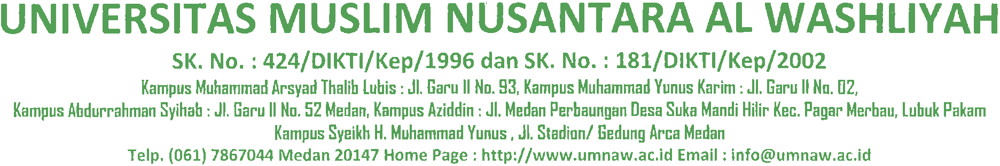 UNIVERSITAS MUSLIM NUSANTARA AL WASHLIYAH
SK. No. : 424/DIKTI/Kep/1996 dan SK. No. : 181/DIKTI/Kep/2002
Kampus Muhammad Arsyad Thalib Lubis : Jl. Garu II No. 93, Kampus Muhammad Yunus Karim : Jl. Garu II No. 02,
Kampus Abdurrahman Syihab : Jl. Garu II No. 52 Medan, Kampus Aziddin : Jl. Medan Perbaungan Desa Suka Mandi Hilir Kec. Pagar Merbau, Lubuk Pakam
Kampus Syeikh H. Muhammad Yunus , Jl. Stadion/ Gedung Arca Medan
Telp. (061) 7867044 Medan 20147 Home Page : http://www.umnaw.ac.id Email : info@umnaw.ac.id